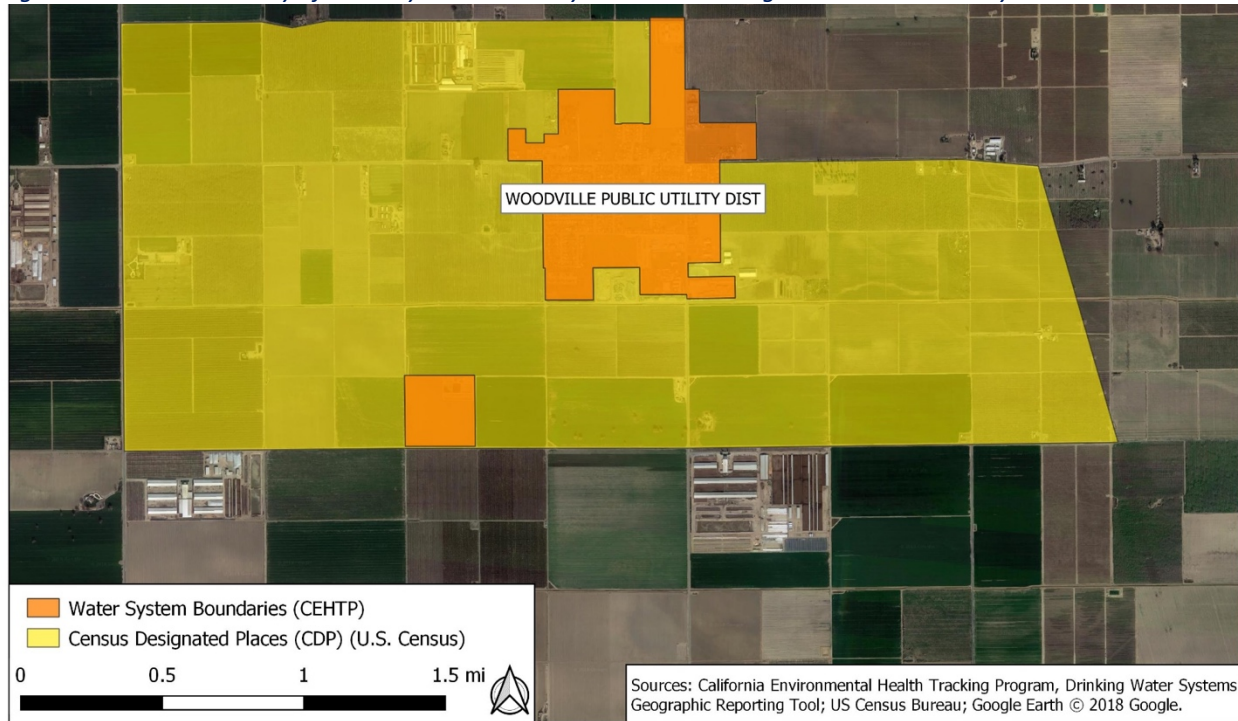 WOODVILLE PUBLIC UTILITY DIST
Water System Boundaries (CEHTP)
Census Designated Places (CDP) (U.S. Census)
0 0.5 1 1.5 mi
Sources: California Environmental Health Tracking Program, Drinking Water Systems
Geographic Reporting Tool; US Census Bureau; Google Earth © 2018 Google.